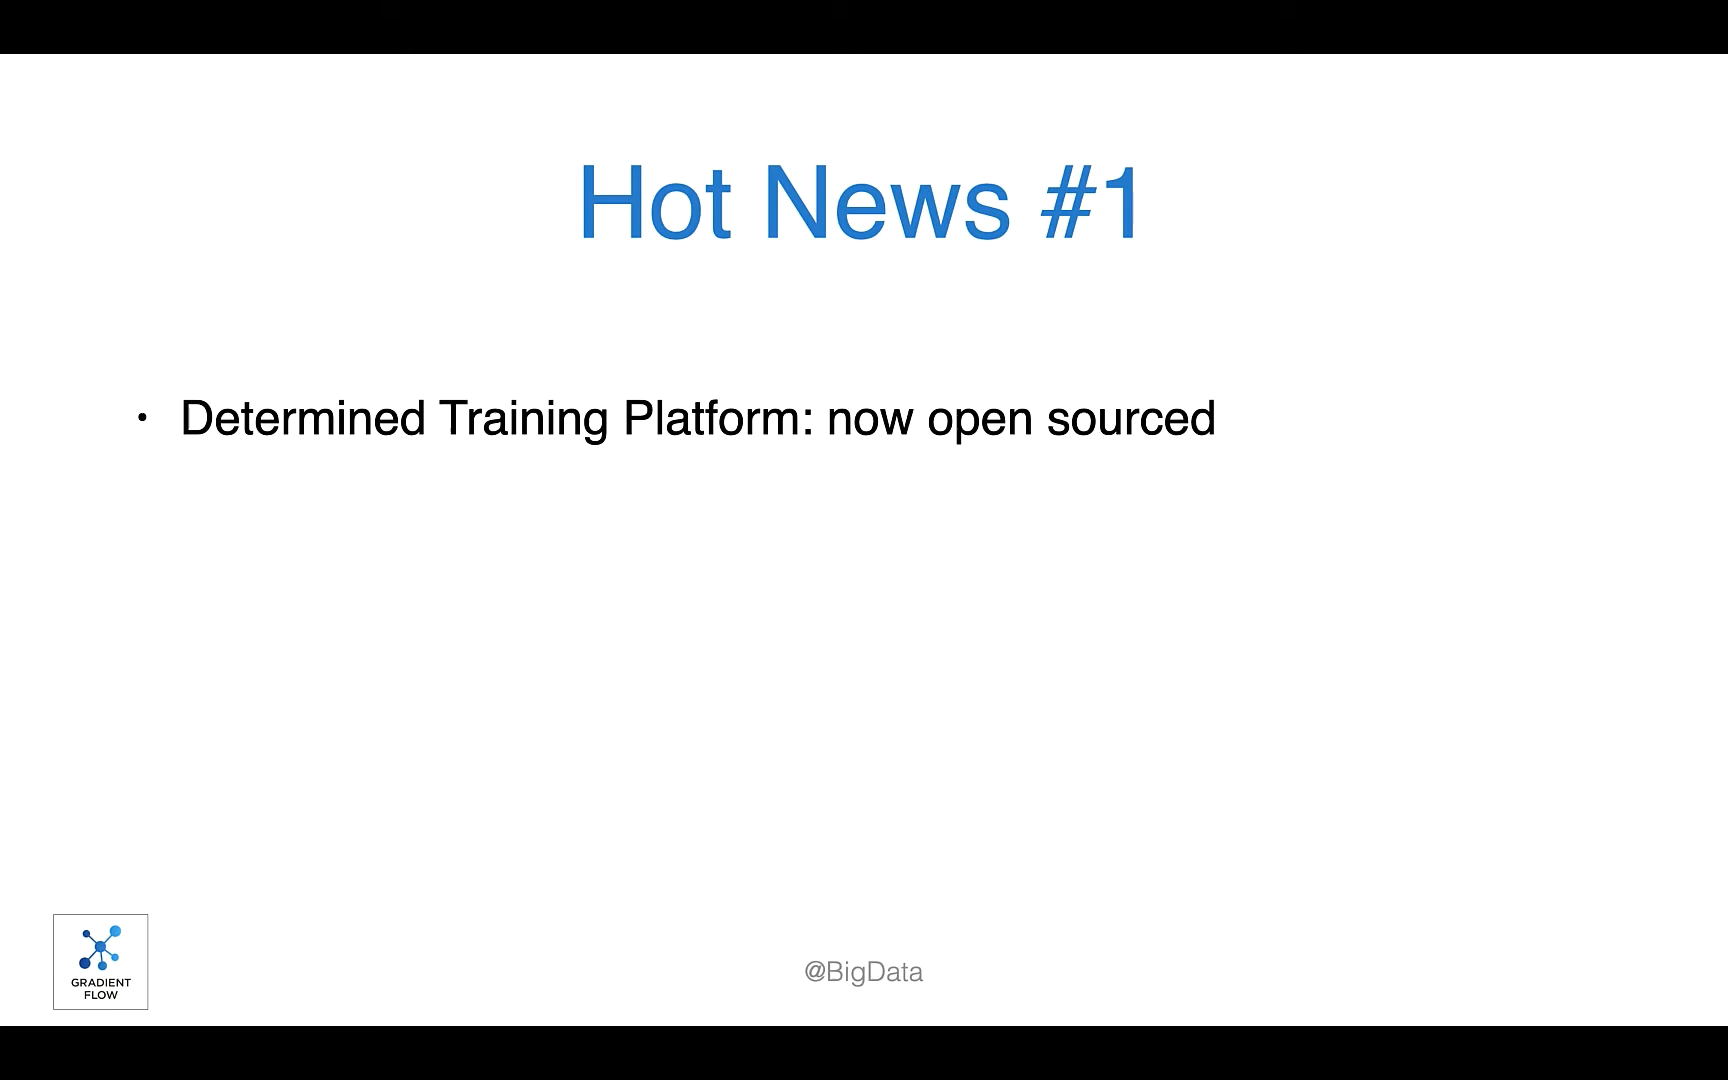 Hot News #1
• Determined Training Platform: now open sourced
GRADIENT
FLOW
@BigData